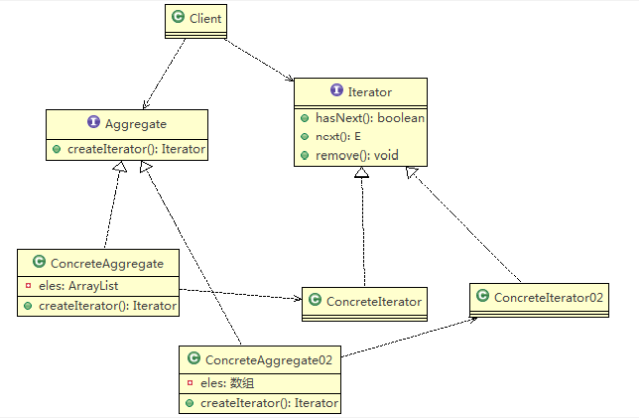 C Client
I Iterator
hasNext(): boolean
next(): E
remove(): void
I Aggregate
createIterator(): Iterator
C ConcreteAggregate
eles: ArrayList
createIterator(): Iterator
C ConcreteIterator
C ConcreteIterator02
C ConcreteAggregate02
eles: 数组
createIterator(): Iterator